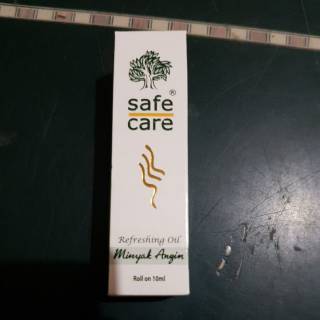 ®
safe
care
Refreshing Oil
Minyak Angin
Roll on 10ml